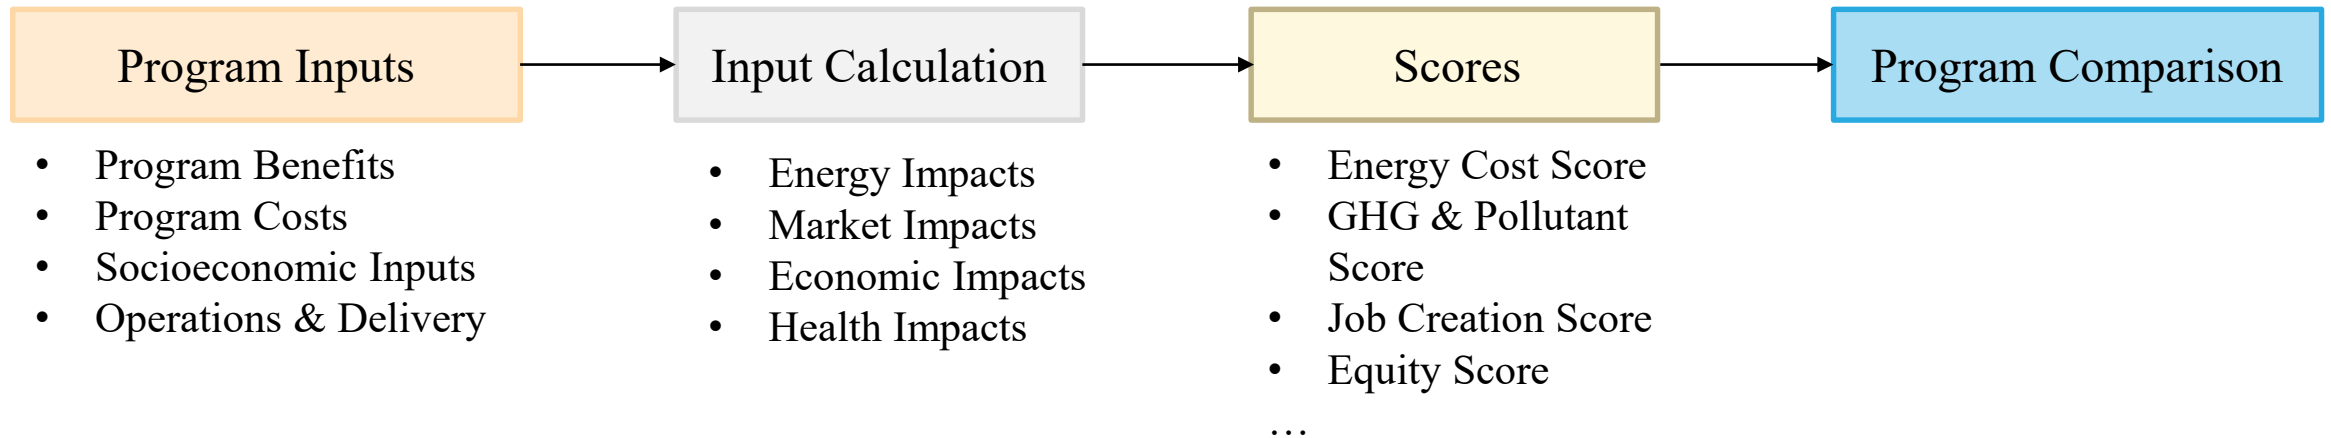 Program Inputs
Input Calculation
Scores
Program Comparison
• Program Benefits
• Program Costs
• Socioeconomic Inputs
• Operations & Delivery
• Energy Impacts
• Market Impacts
• Economic Impacts
• Health Impacts
• Energy Cost Score
• GHG & Pollutant
Score
• Job Creation Score
• Equity Score
…